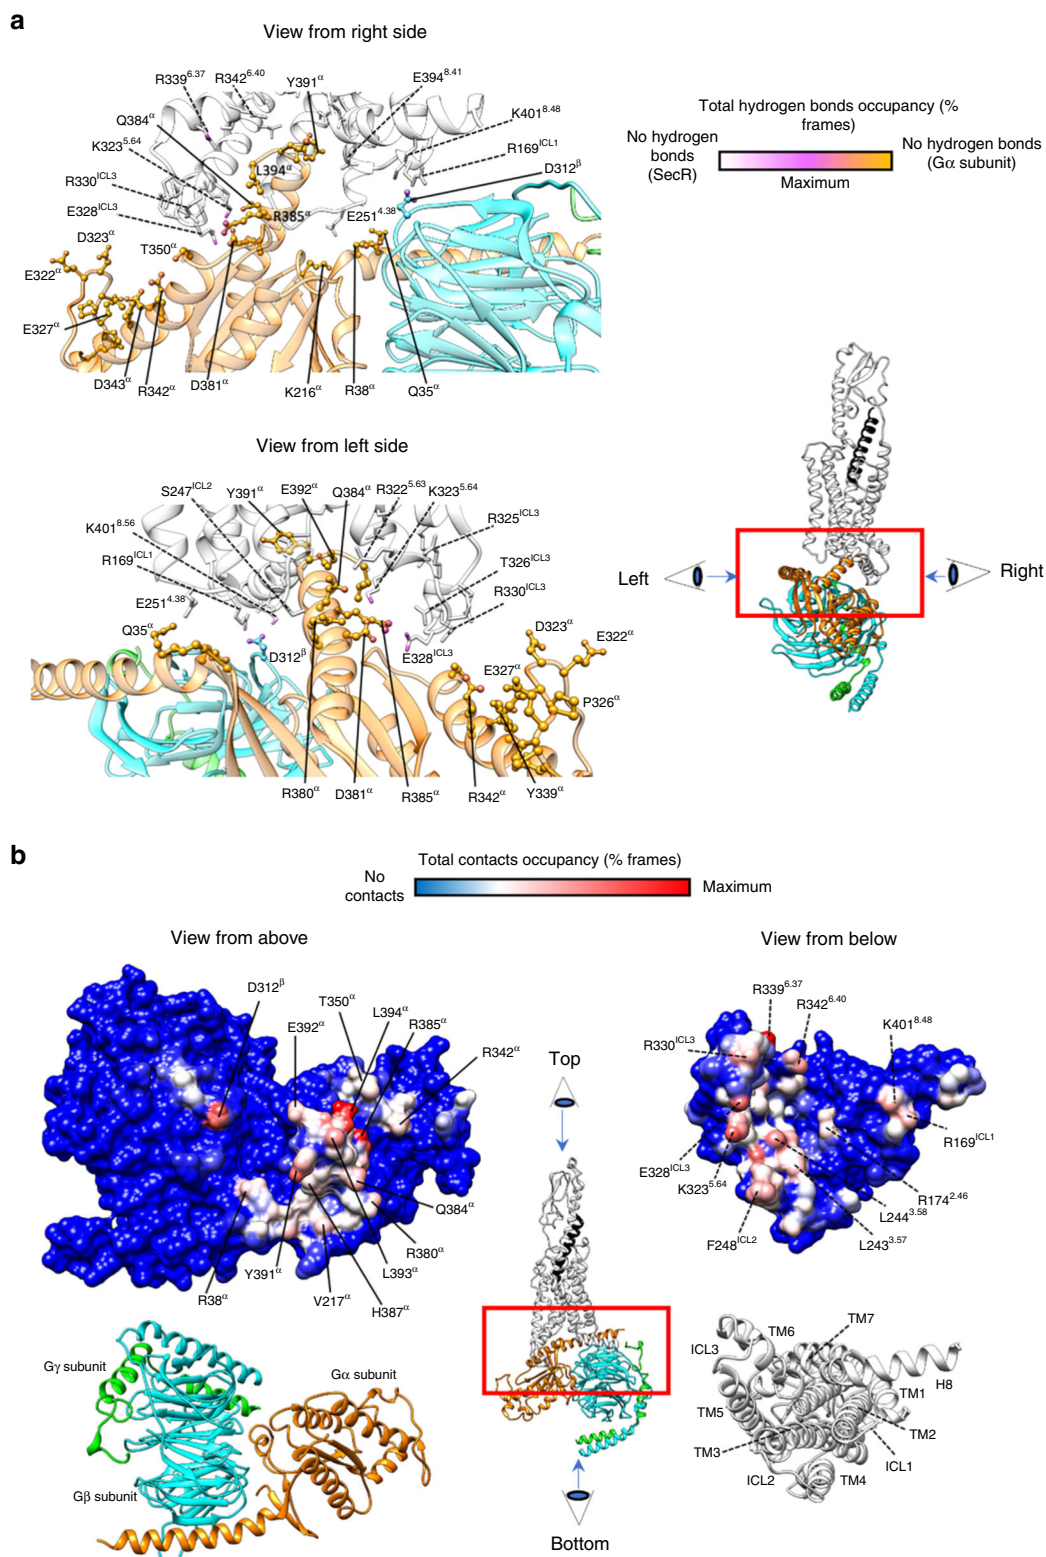 a
View from right side
R339^6.37
R342^6.40
Y391^α
E394^8.41
Q384^α
K323^5.64
R330^ICL3
E328^ICL3
D323^α
E322^α
T350^α
E327^α
L394^α
R385^α
E251^4.38
K401^8.48
R169^ICL1
D312^β
D343^α
R342^α
D381^α
K216^α
R38^α
Q35^α
Total hydrogen bonds occupancy (%
frames)
No hydrogen
bonds
(SecR)
Maximum
No hydrogen bonds
(Gα subunit)
View from left side
S247^ICL2
Y391^α
E392^α
Q384^α
R322^5.63
K323^5.64
K401^8.56
R325^ICL3
R169^ICL1
T326^ICL3
E251^4.38
R330^ICL3
Q35^α
D312^β
E328^ICL3
D323^α
E322^α
E327^α
P326^α
R380^α
D381^α
R385^α
R342^α
Y339^α
Left
Right
b
Total contacts occupancy (% frames)
No
contacts
Maximum
View from above
D312^β
T350^α
L394^α
E392^α
R385^α
R342^α
Q384^α
R380^α
L393^α
H387^α
V217^α
Y391^α
R38^α
Top
View from below
R339^6.37
R342^6.40
R330^ICL3
K401^8.48
R169^ICL1
E328^ICL3
K323^5.64
R174^2.46
L244^3.58
L243^3.57
F248^ICL2
Gγ subunit
Gα subunit
Gβ subunit
Bottom
TM7
TM6
ICL3
H8
TM1
TM5
TM2
TM3
ICL1
ICL2
TM4